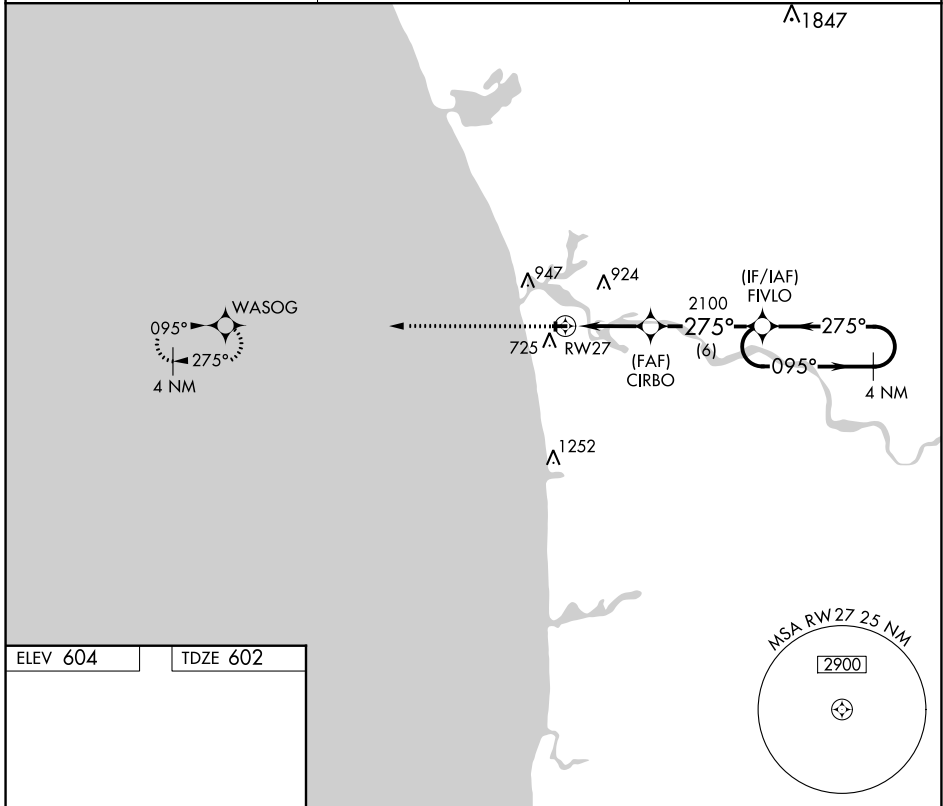 1847
947
924
(IF/IAF)
FIVLO
2100
WASOG
095°
275°
275°
275°
725
RW27
(6)
(FAF)
CIRBO
095°
4 NM
4 NM
1252
MSA RW27 25 NM
2900
ELEV 604
TDZE 602